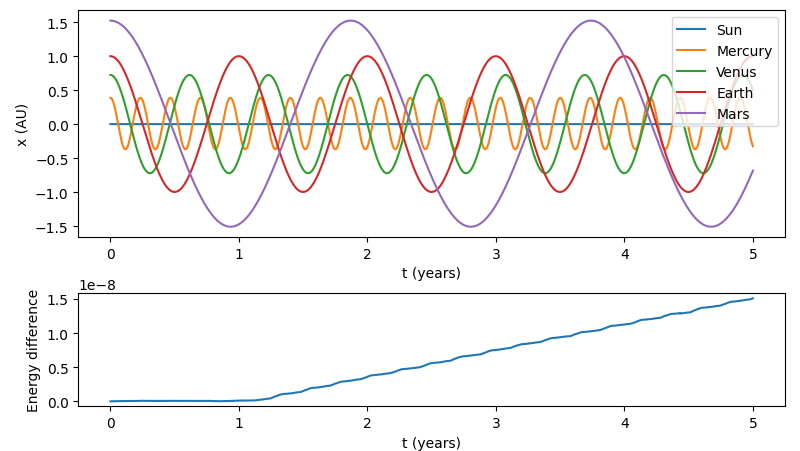 1.5
1.0
0.5
0.0
−0.5
−1.0
−1.5
x (AU)
Sun
Mercury
Venus
Earth
Mars
0 1 2 3 4 5
t (years)
1e−8
1.5
1.0
0.5
0.0
Energy difference
0 1 2 3 4 5
t (years)